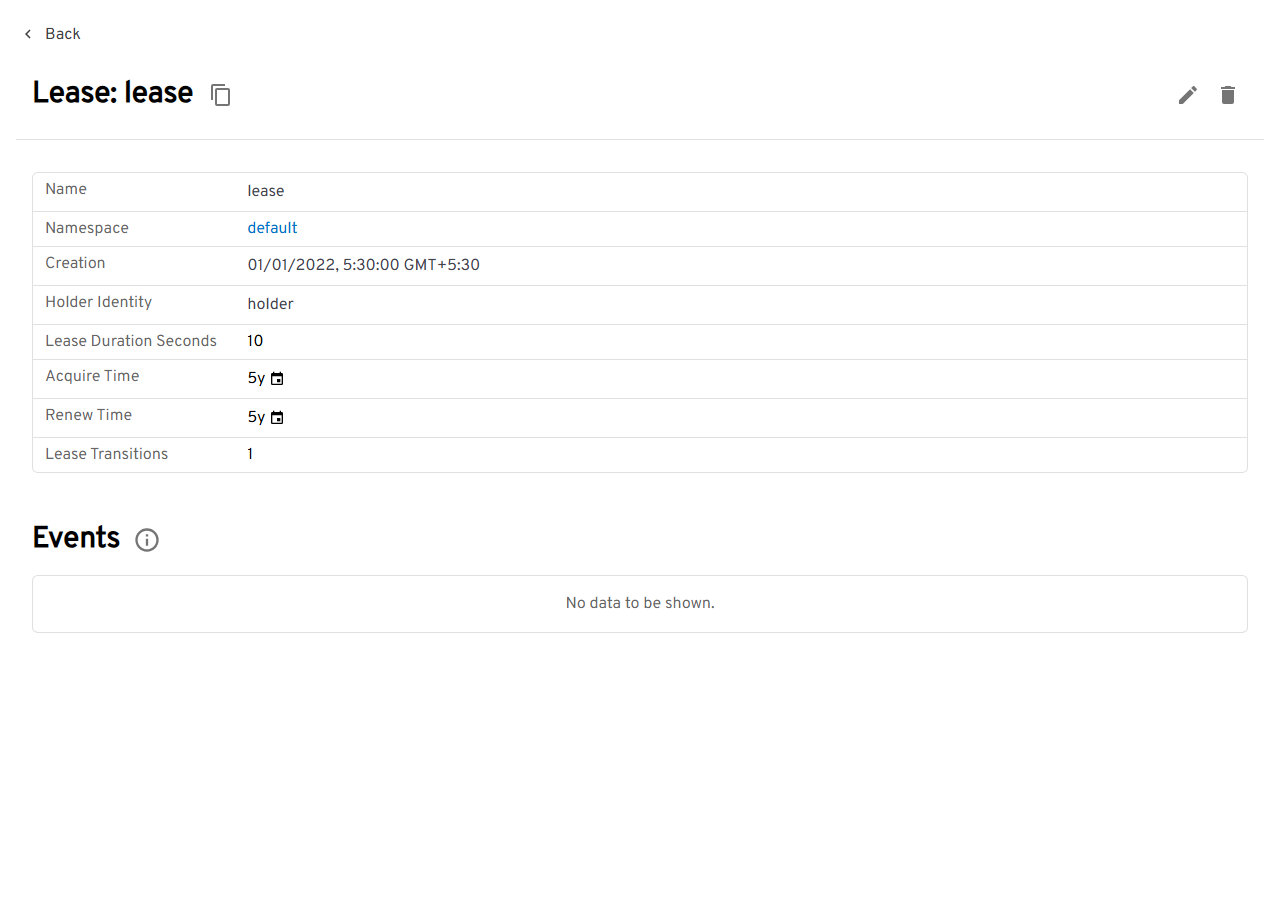 Back
Lease: lease
Name lease
Namespace default
Creation 01/01/2022, 5:30:00 GMT+5:30
Holder Identity holder
Lease Duration Seconds 10
Acquire Time 5y
Renew Time 5y
Lease Transitions 1
Events
No data to be shown.